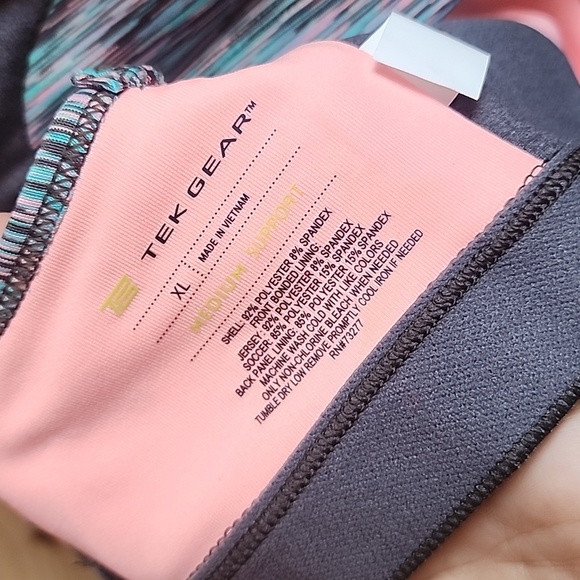 TEK GEAR™
XL
MADE IN VIETNAM
MEDIUM SUPPORT
SHELL: 92% POLYESTER 8% SPANDEX
FRONT BONDED LINING:
JERSEY: 92% POLYESTER 8% SPANDEX
SOCCER: 85% POLYESTER 15% SPANDEX
BACK PANEL LINING: 85% POLYESTER 15% SPANDEX
MACHINE WASH COLD WITH LIKE COLORS
ONLY NON-CHLORINE BLEACH WHEN NEEDED
TUMBLE DRY LOW REMOVE PROMPTLY COOL IRON IF NEEDED
RN#73277